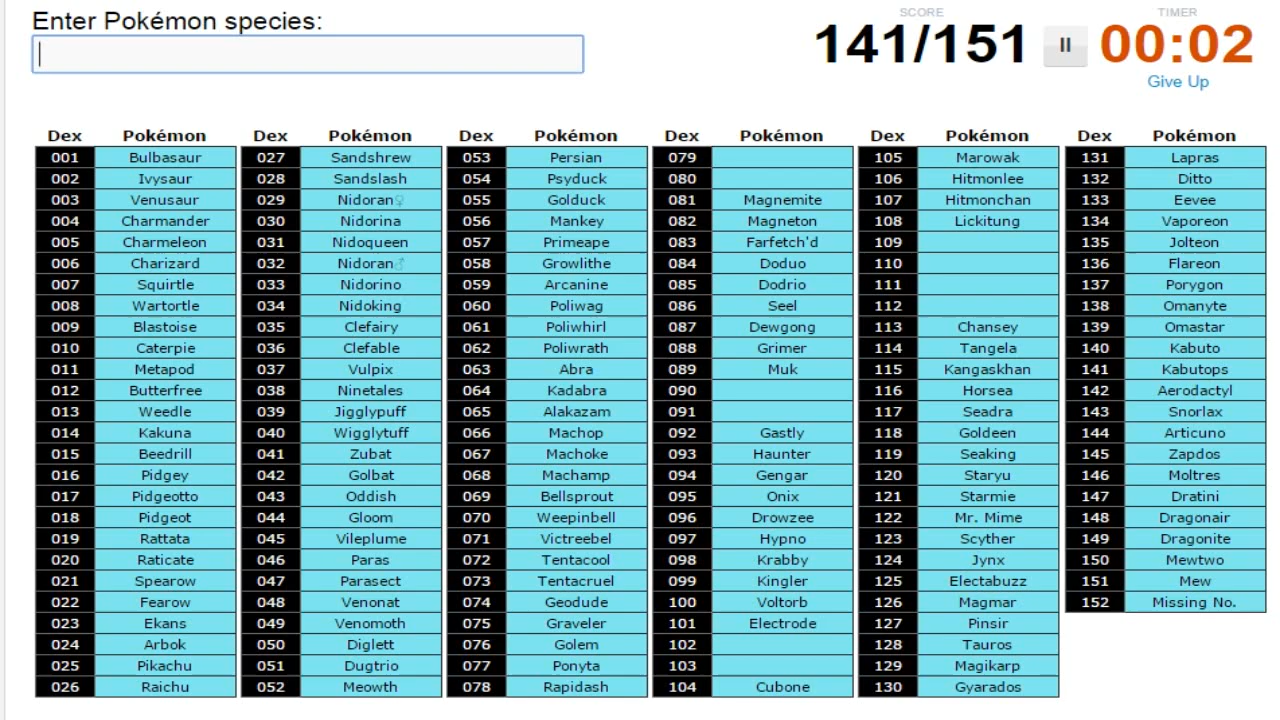 Enter Pokémon species:
SCORE
141/151
TIMER
00:02
Give Up
Dex Pokémon Dex Pokémon Dex Pokémon Dex Pokémon Dex Pokémon Dex Pokémon
001 Bulbasaur 027 Sandshrew 053 Persian 079 105 Marowak 131 Lapras
002 Ivysaur 028 Sandslash 054 Psyduck 080 106 Hitmonlee 132 Ditto
003 Venusaur 029 Nidoran♀ 055 Golduck 081 Magnemite 107 Hitmonchan 133 Eevee
004 Charmander 030 Nidorina 056 Mankey 082 Magneton 108 Lickitung 134 Vaporeon
005 Charmeleon 031 Nidoqueen 057 Primeape 083 Farfetch'd 109 135 Jolteon
006 Charizard 032 Nidoran♂ 058 Growlithe 084 Doduo 110 136 Flareon
007 Squirtle 033 Nidorino 059 Arcanine 085 Dodrio 111 137 Porygon
008 Wartortle 034 Nidoking 060 Poliwag 086 Seel 112 138 Omanyte
009 Blastoise 035 Clefairy 061 Poliwhirl 087 Dewgong 113 Chansey 139 Omastar
010 Caterpie 036 Clefable 062 Poliwrath 088 Grimer 114 Tangela 140 Kabuto
011 Metapod 037 Vulpix 063 Abra 089 Muk 115 Kangaskhan 141 Kabutops
012 Butterfree 038 Ninetales 064 Kadabra 090 116 Horsea 142 Aerodactyl
013 Weedle 039 Jigglypuff 065 Alakazam 091 117 Seadra 143 Snorlax
014 Kakuna 040 Wigglytuff 066 Machop 092 Gastly 118 Goldeen 144 Articuno
015 Beedrill 041 Zubat 067 Machoke 093 Haunter 119 Seaking 145 Zapdos
016 Pidgey 042 Golbat 068 Machamp 094 Gengar 120 Staryu 146 Moltres
017 Pidgeotto 043 Oddish 069 Bellsprout 095 Onix 121 Starmie 147 Dratini
018 Pidgeot 044 Gloom 070 Weepinbell 096 Drowzee 122 Mr. Mime 148 Dragonair
019 Rattata 045 Vileplume 071 Victreebel 097 Hypno 123 Scyther 149 Dragonite
020 Raticate 046 Paras 072 Tentacool 098 Krabby 124 Jynx 150 Mewtwo
021 Spearow 047 Parasect 073 Tentacruel 099 Kingler 125 Electabuzz 151 Mew
022 Fearow 048 Venonat 074 Geodude 100 Voltorb 126 Magmar 152 Missing No.
023 Ekans 049 Venomoth 075 Graveler 101 Electrode 127 Pinsir
024 Arbok 050 Diglett 076 Golem 102 128 Tauros
025 Pikachu 051 Dugtrio 077 Ponyta 103 129 Magikarp
026 Raichu 052 Meowth 078 Rapidash 104 Cubone 130 Gyarados